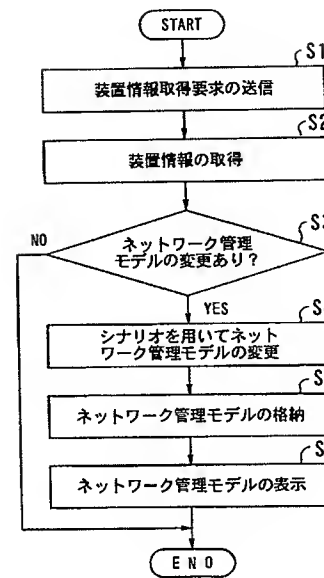 START
S1
装置情報取得要求の送信
S2
装置情報の取得
S3
ネットワーク管理
モデルの変更あり?
NO
YES
S
シナリオを用いてネット
ワーク管理モデルの変更
S
ネットワーク管理モデルの格納
S
ネットワーク管理モデルの表示
END